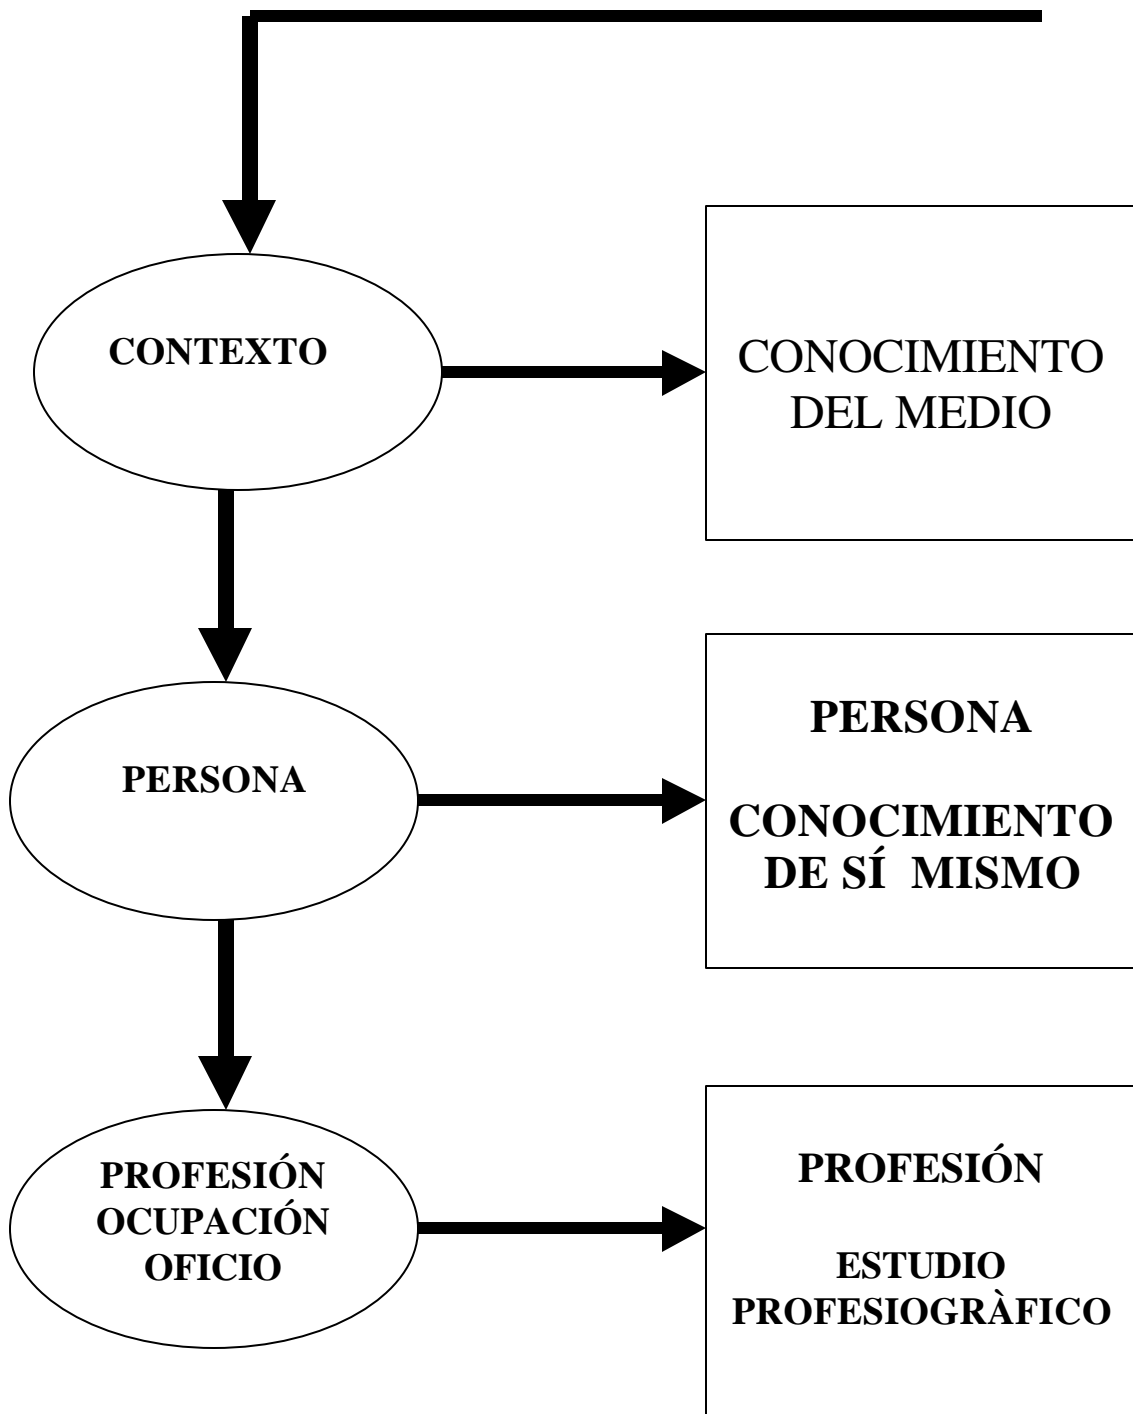 CONTEXTO
CONOCIMIENTO
DEL MEDIO
PERSONA
PERSONA
CONOCIMIENTO
DE SÍ  MISMO
PROFESIÓN
OCUPACIÓN
OFICIO
PROFESIÓN
ESTUDIO
PROFESIOGRÀFICO